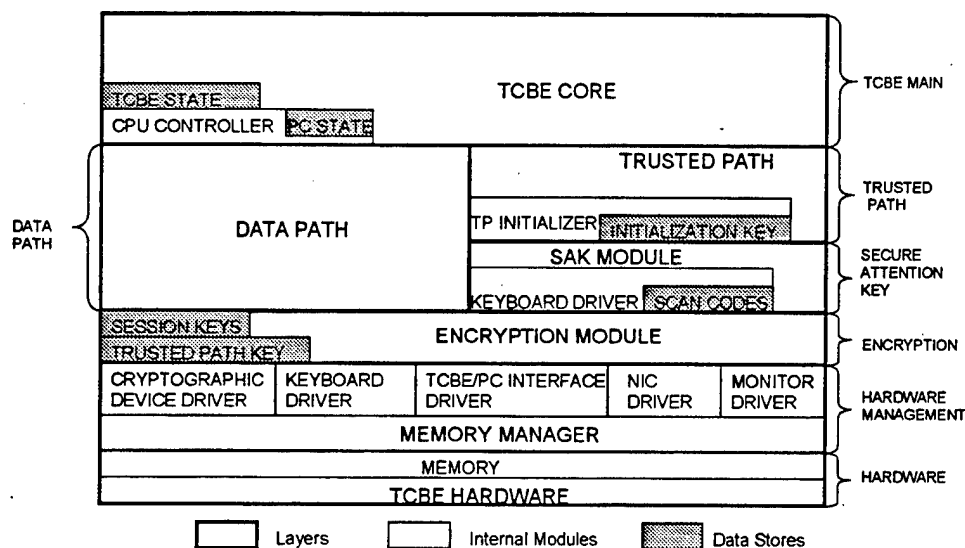 TCBE CORE
TCBE MAIN
TCBE STATE
CPU CONTROLLER
PC STATE
DATA
PATH
DATA PATH
TRUSTED PATH
TP INITIALIZER
INITIALIZATION KEY
TRUSTED
PATH
SAK MODULE
KEYBOARD DRIVER
SCAN CODES
SECURE
ATTENTION
KEY
SESSION KEYS
TRUSTED PATH KEY
ENCRYPTION MODULE
ENCRYPTION
CRYPTOGRAPHIC
DEVICE DRIVER
KEYBOARD
DRIVER
TCBE/PC INTERFACE
DRIVER
NIC
DRIVER
MONITOR
DRIVER
HARDWARE
MANAGEMENT
MEMORY MANAGER
MEMORY
HARDWARE
TCBE HARDWARE
Layers
Internal Modules
Data Stores